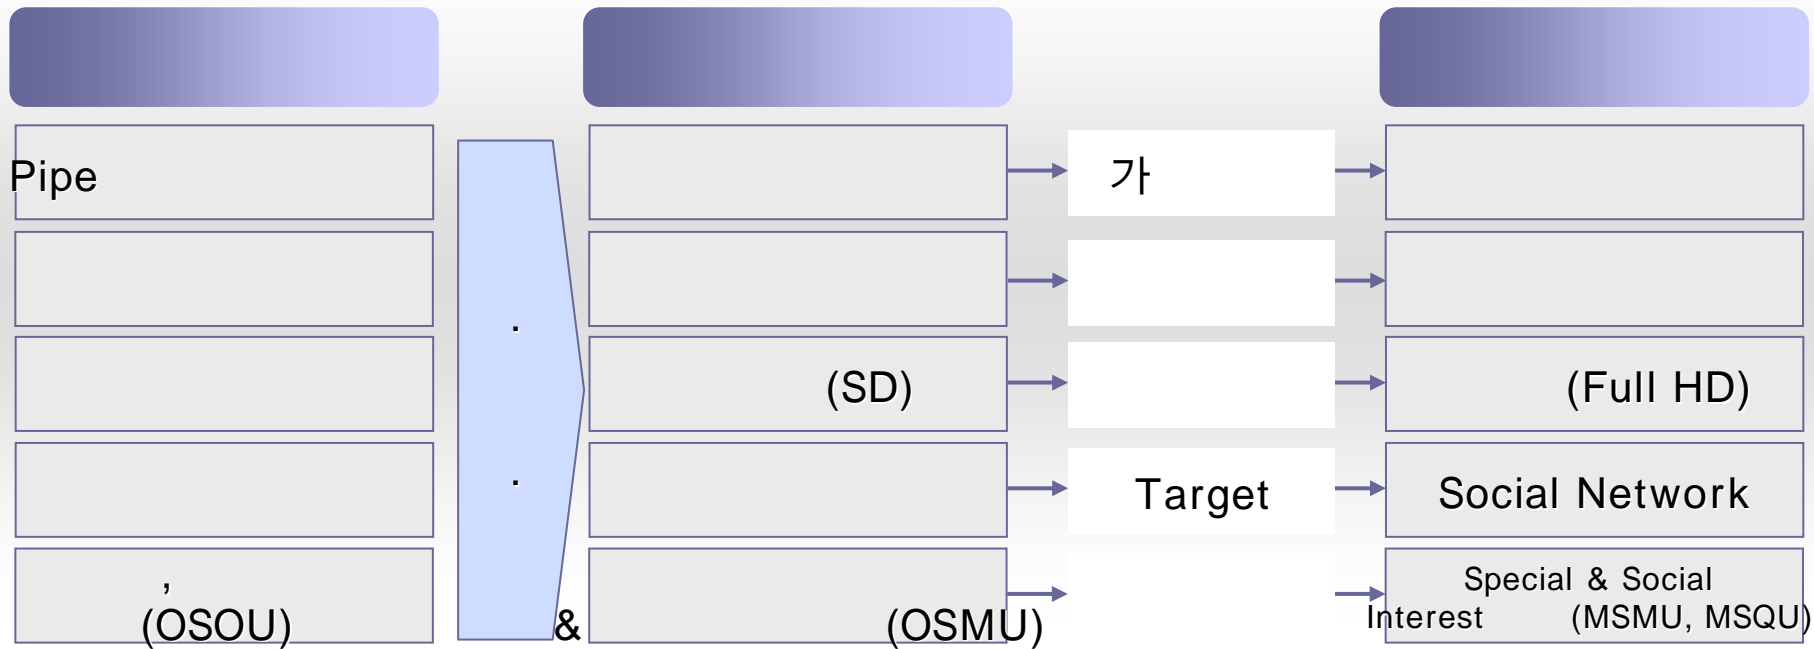 Pipe
가
.
(SD)
(Full HD)
.
Target
Social Network
,
(OSOU)
&
(OSMU)
Special & Social
Interest (MSMU, MSQU)